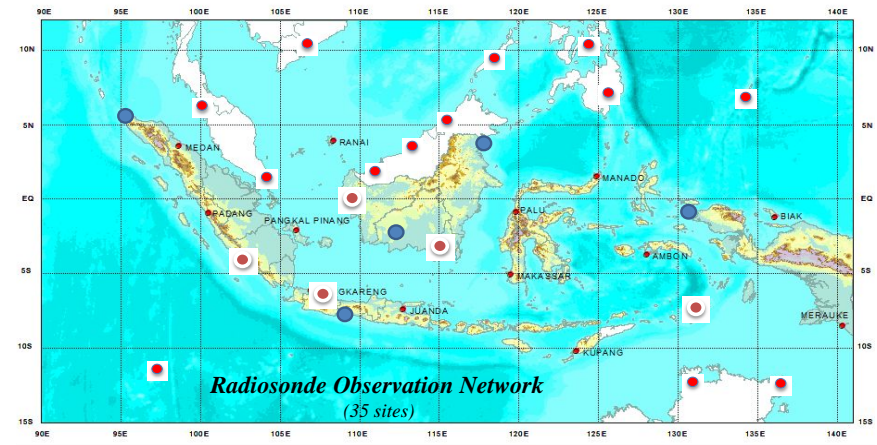 90E 95E 100E 105E 110E 115E 120E 125E 130E 135E 140E
10N 10N
5N 5N
RANAI
MEDAN
MANADO
EQ EQ
PADANG PALU BIAK
PANGKAL PINANG
AMBON
5S MAKASSAR 5S
GKARENG
JUANDA MERAUKE
10S KUPANG 10S
Radiosonde Observation Network
(35 sites)
15S 15S
90E 95E 100E 105E 110E 115E 120E 125E 130E 135E 140E